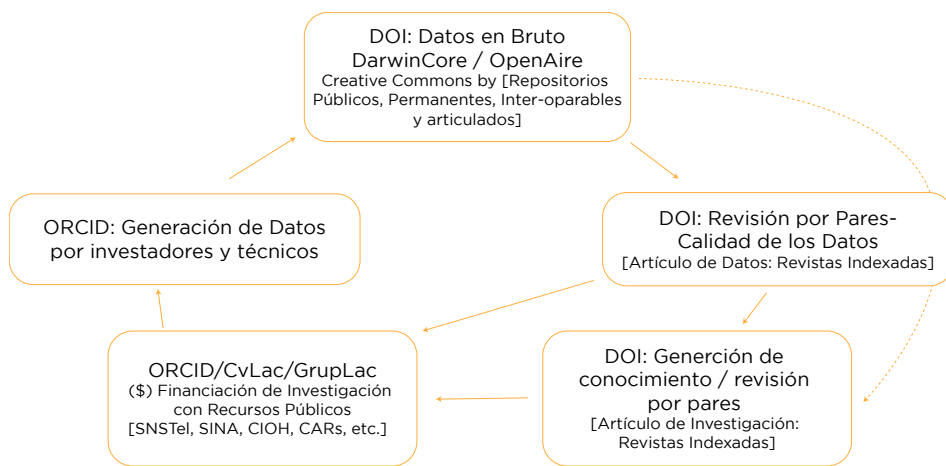 DOI: Datos en Bruto
DarwinCore / OpenAire
Creative Commons by [Repositorios
Públicos, Permanentes, Inter-oparables
y articulados]
ORCID: Generación de Datos
por investadores y técnicos
DOI: Revisión por Pares-
Calidad de los Datos
[Artículo de Datos: Revistas Indexadas]
ORCID/CvLac/GrupLac
($) Financiación de Investigación
con Recursos Públicos
[SNSTel, SINA, CIOH, CARs, etc.]
DOI: Generción de
conocimiento / revisión
por pares
[Artículo de Investigación:
Revistas Indexadas]